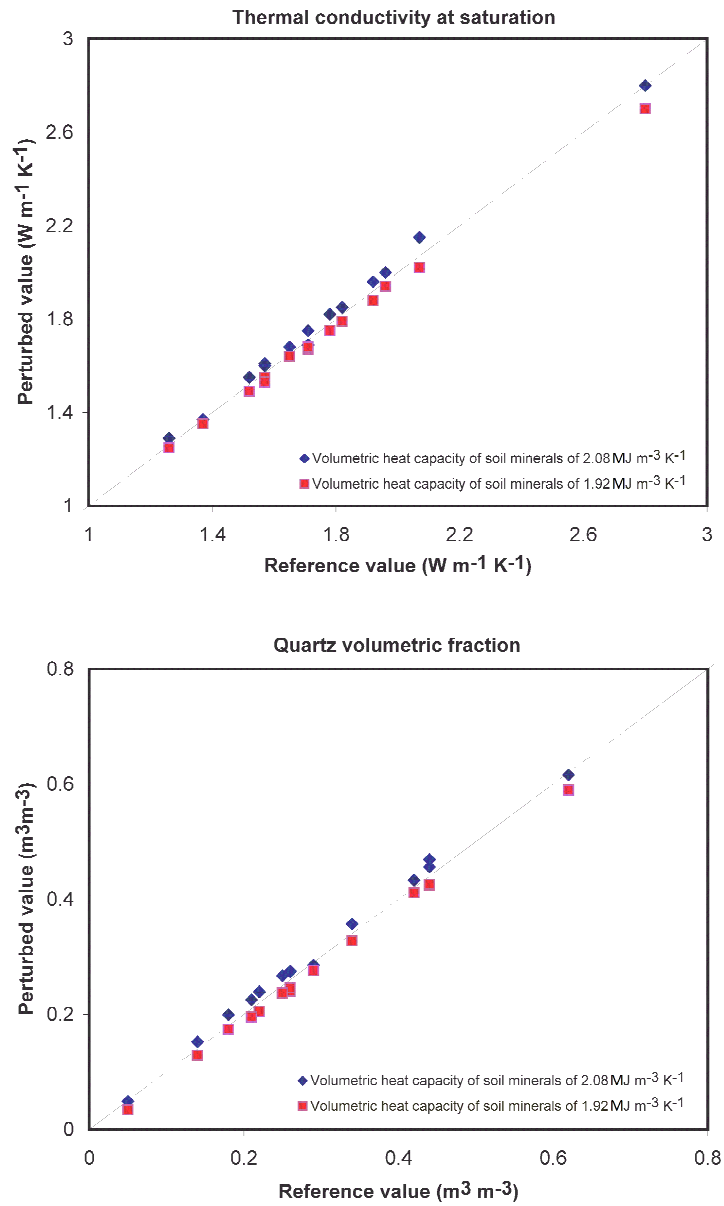 Thermal conductivity at saturation
3
2.6
2.2
1.8
1.4
1
Perturbed value (W m-1 K-1)
Volumetric heat capacity of soil minerals of 2.08 MJ m-3 K-1
Volumetric heat capacity of soil minerals of 1.92 MJ m-3 K-1
1 1.4 1.8 2.2 2.6 3
Reference value (W m-1 K-1)
Quartz volumetric fraction
0.8
0.6
0.4
0.2
0
Perturbed value (m3m-3)
Volumetric heat capacity of soil minerals of 2.08 MJ m-3 K-1
Volumetric heat capacity of soil minerals of 1.92 MJ m-3 K-1
0 0.2 0.4 0.6 0.8
Reference value (m3 m-3)